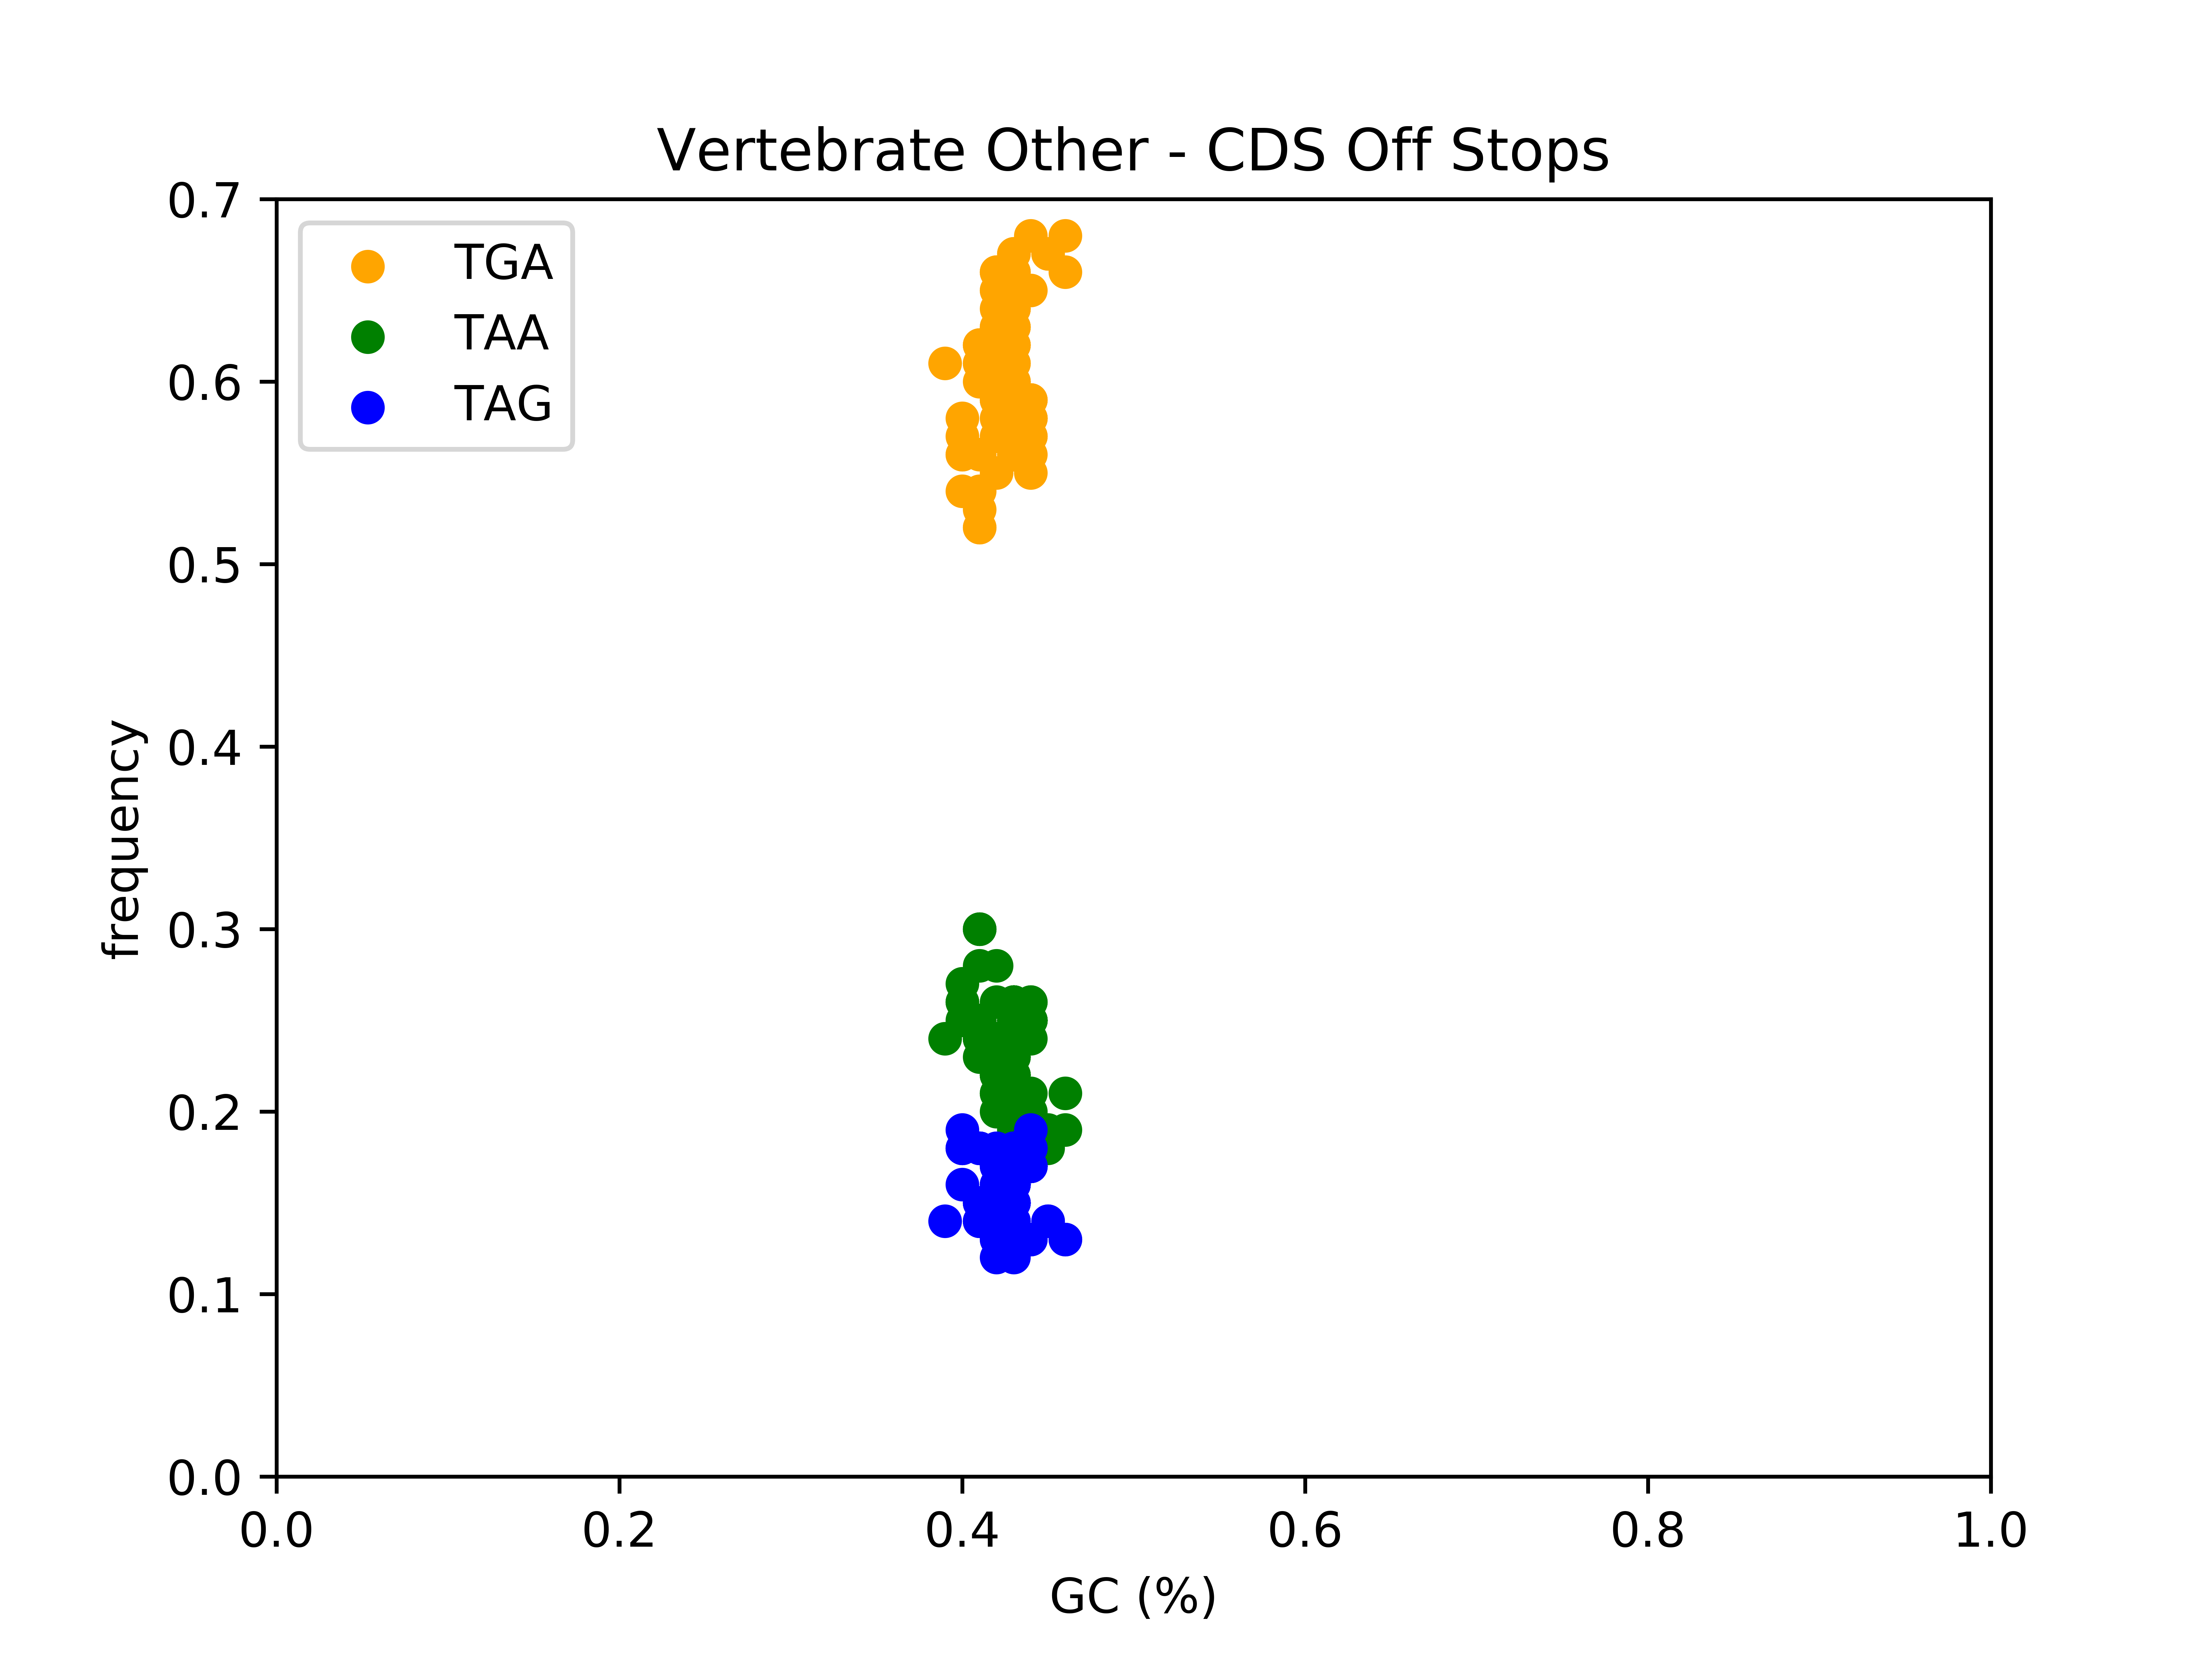 Vertebrate Other - CDS Off Stops
TGA
TAA
TAG
0.7
0.6
0.5
0.4
0.3
0.2
0.1
0.0
frequency
0.0 0.2 0.4 0.6 0.8 1.0
GC (%)